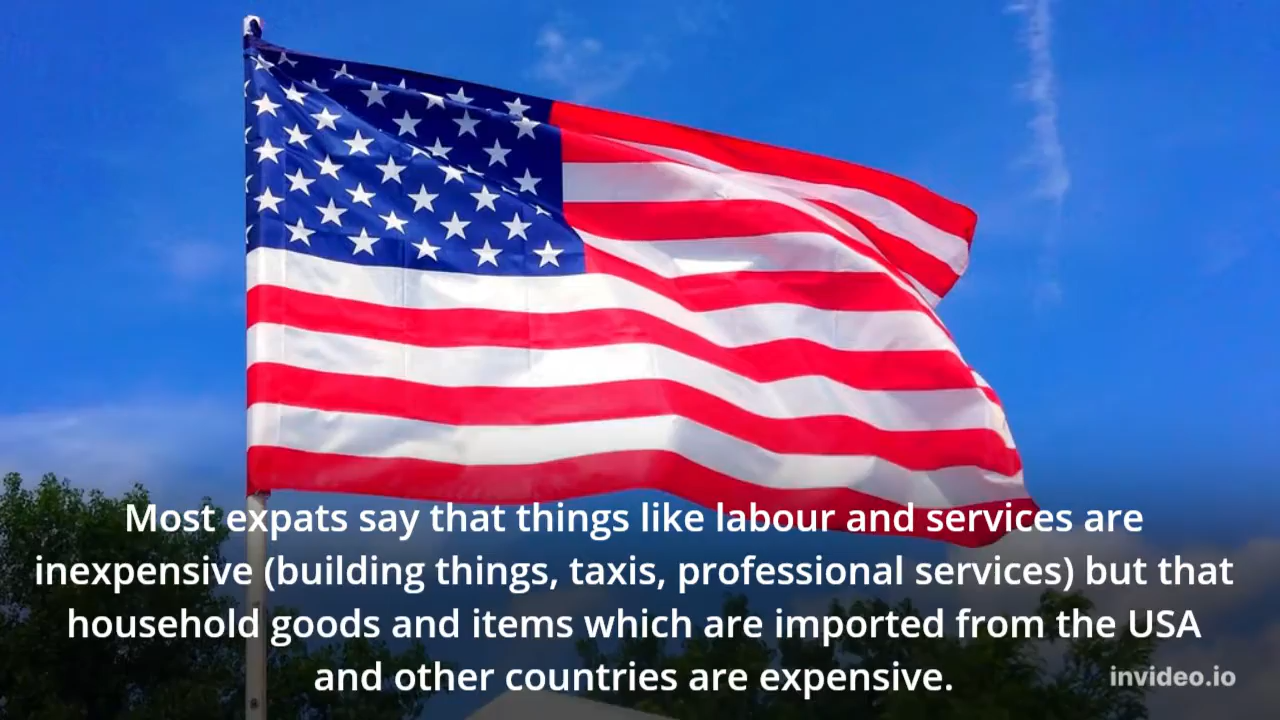 Most expats say that things like labour and services are
inexpensive (building things, taxis, professional services) but that
household goods and items which are imported from the USA
and other countries are expensive.
invideo.io